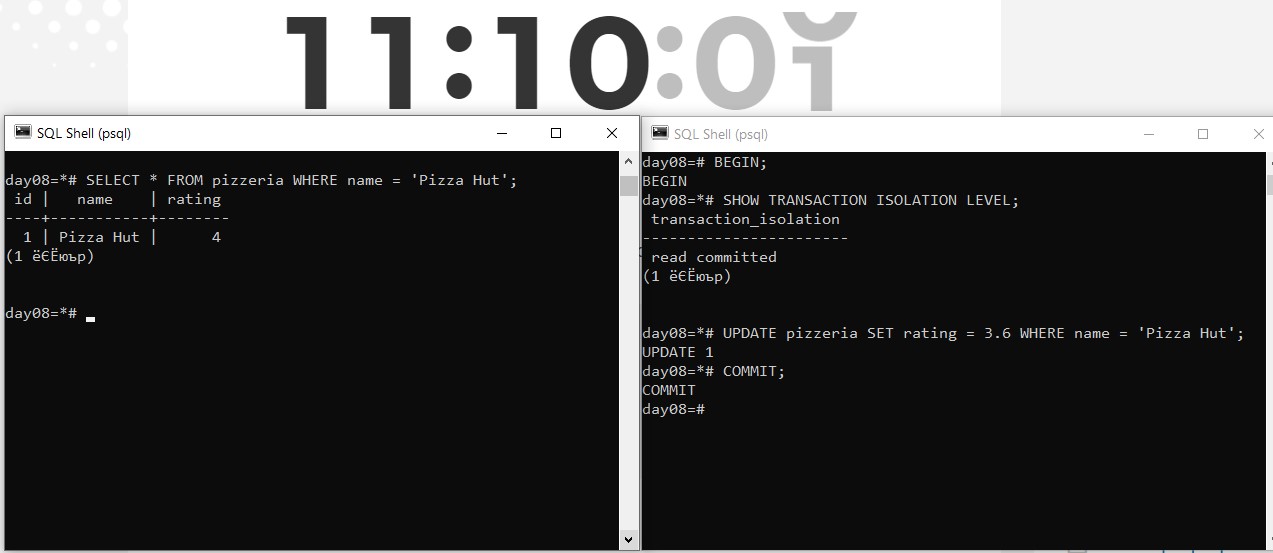 11:10:01
SQL Shell (psql)
day08=*# SELECT * FROM pizzeria WHERE name = 'Pizza Hut';
 id |   name    | rating
----+-----------+--------
  1 | Pizza Hut |      4
(1 ёЄЁюър)
day08=*#
SQL Shell (psql)
day08=# BEGIN;
BEGIN
day08=*# SHOW TRANSACTION ISOLATION LEVEL;
 transaction_isolation
-----------------------
 read committed
(1 ёЄЁюър)
day08=*# UPDATE pizzeria SET rating = 3.6 WHERE name = 'Pizza Hut';
UPDATE 1
day08=*# COMMIT;
COMMIT
day08=#